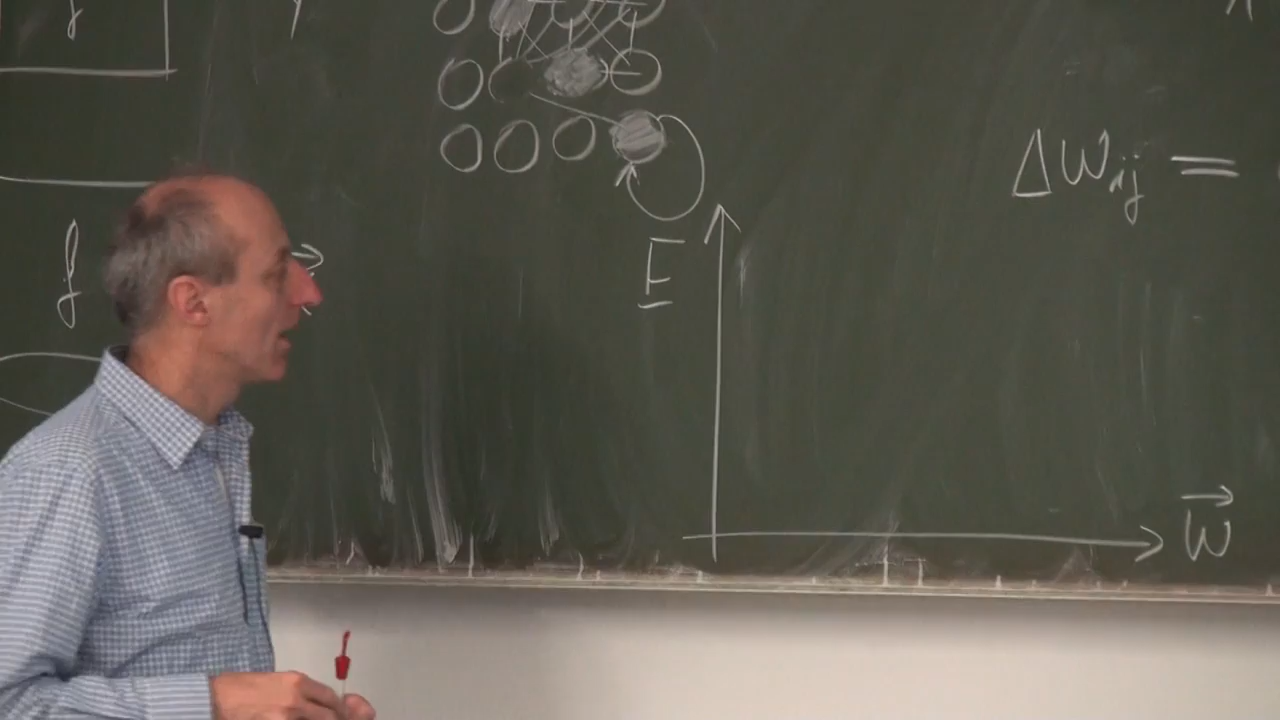 f
Δw_ij =
f
E
w⃗